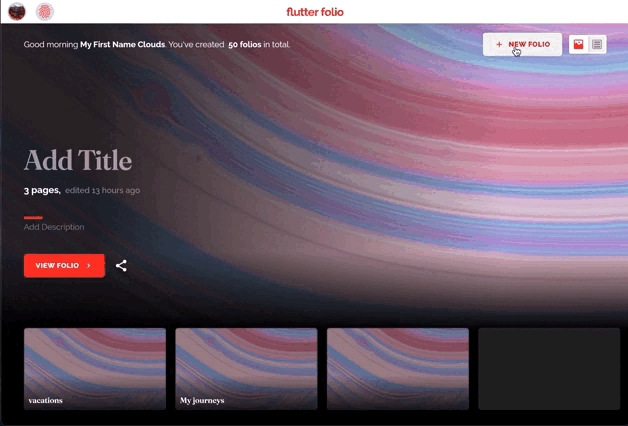 flutter folio
Good morning My First Name Clouds. You've created 50 folios in total.
+ NEW FOLIO
Add Title
3 pages, edited 13 hours ago
Add Description
VIEW FOLIO >
vacations
My journeys